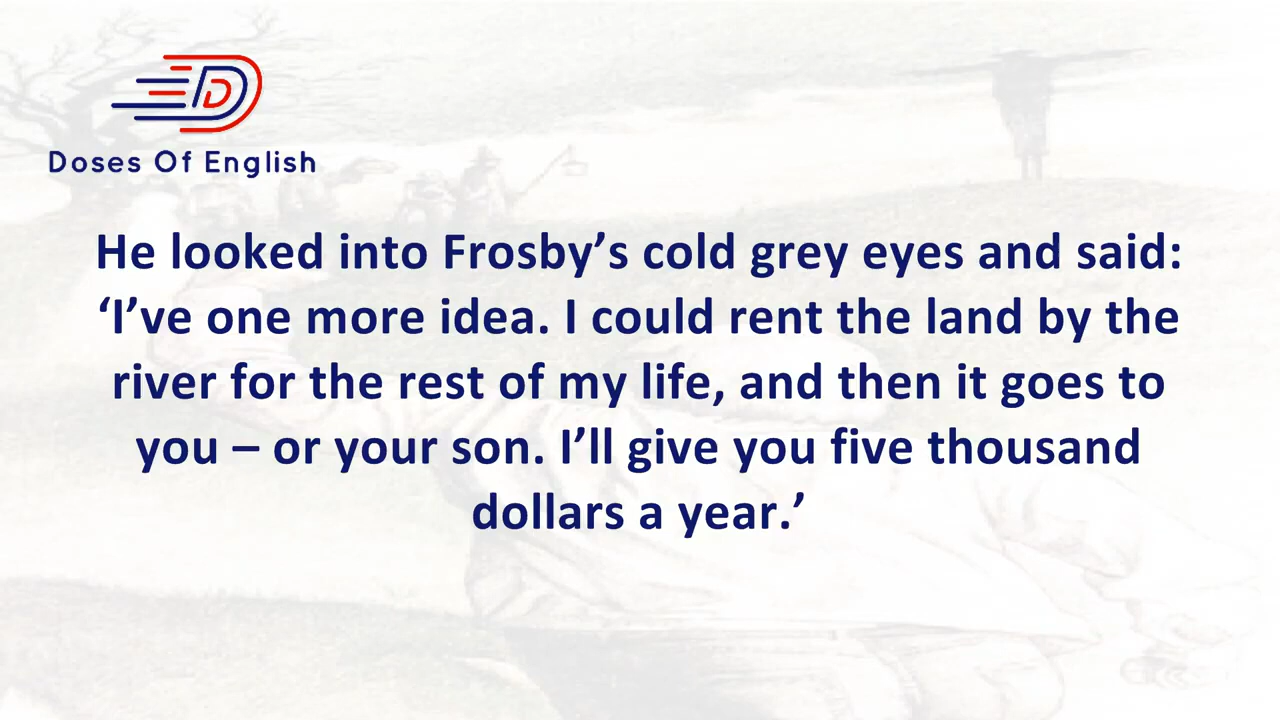 Doses Of English
He looked into Frosby’s cold grey eyes and said:
‘I’ve one more idea. I could rent the land by the
river for the rest of my life, and then it goes to
you – or your son. I’ll give you five thousand
dollars a year.’